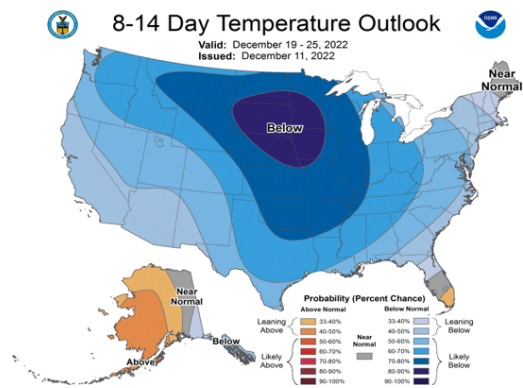 8-14 Day Temperature Outlook
Valid: December 19 - 25, 2022
Issued: December 11, 2022
NOAA
Near
Normal
Below
Near
Normal
Above
Below
Probability (Percent Chance)
Above Normal
Below Normal
Leaning
Above
33-40%
40-50%
Likely
Above
50-60%
60-70%
70-80%
80-90%
90-100%
Near
Normal
33-40%
40-50%
Leaning
Below
50-60%
60-70%
70-80%
80-90%
90-100%
Likely
Below